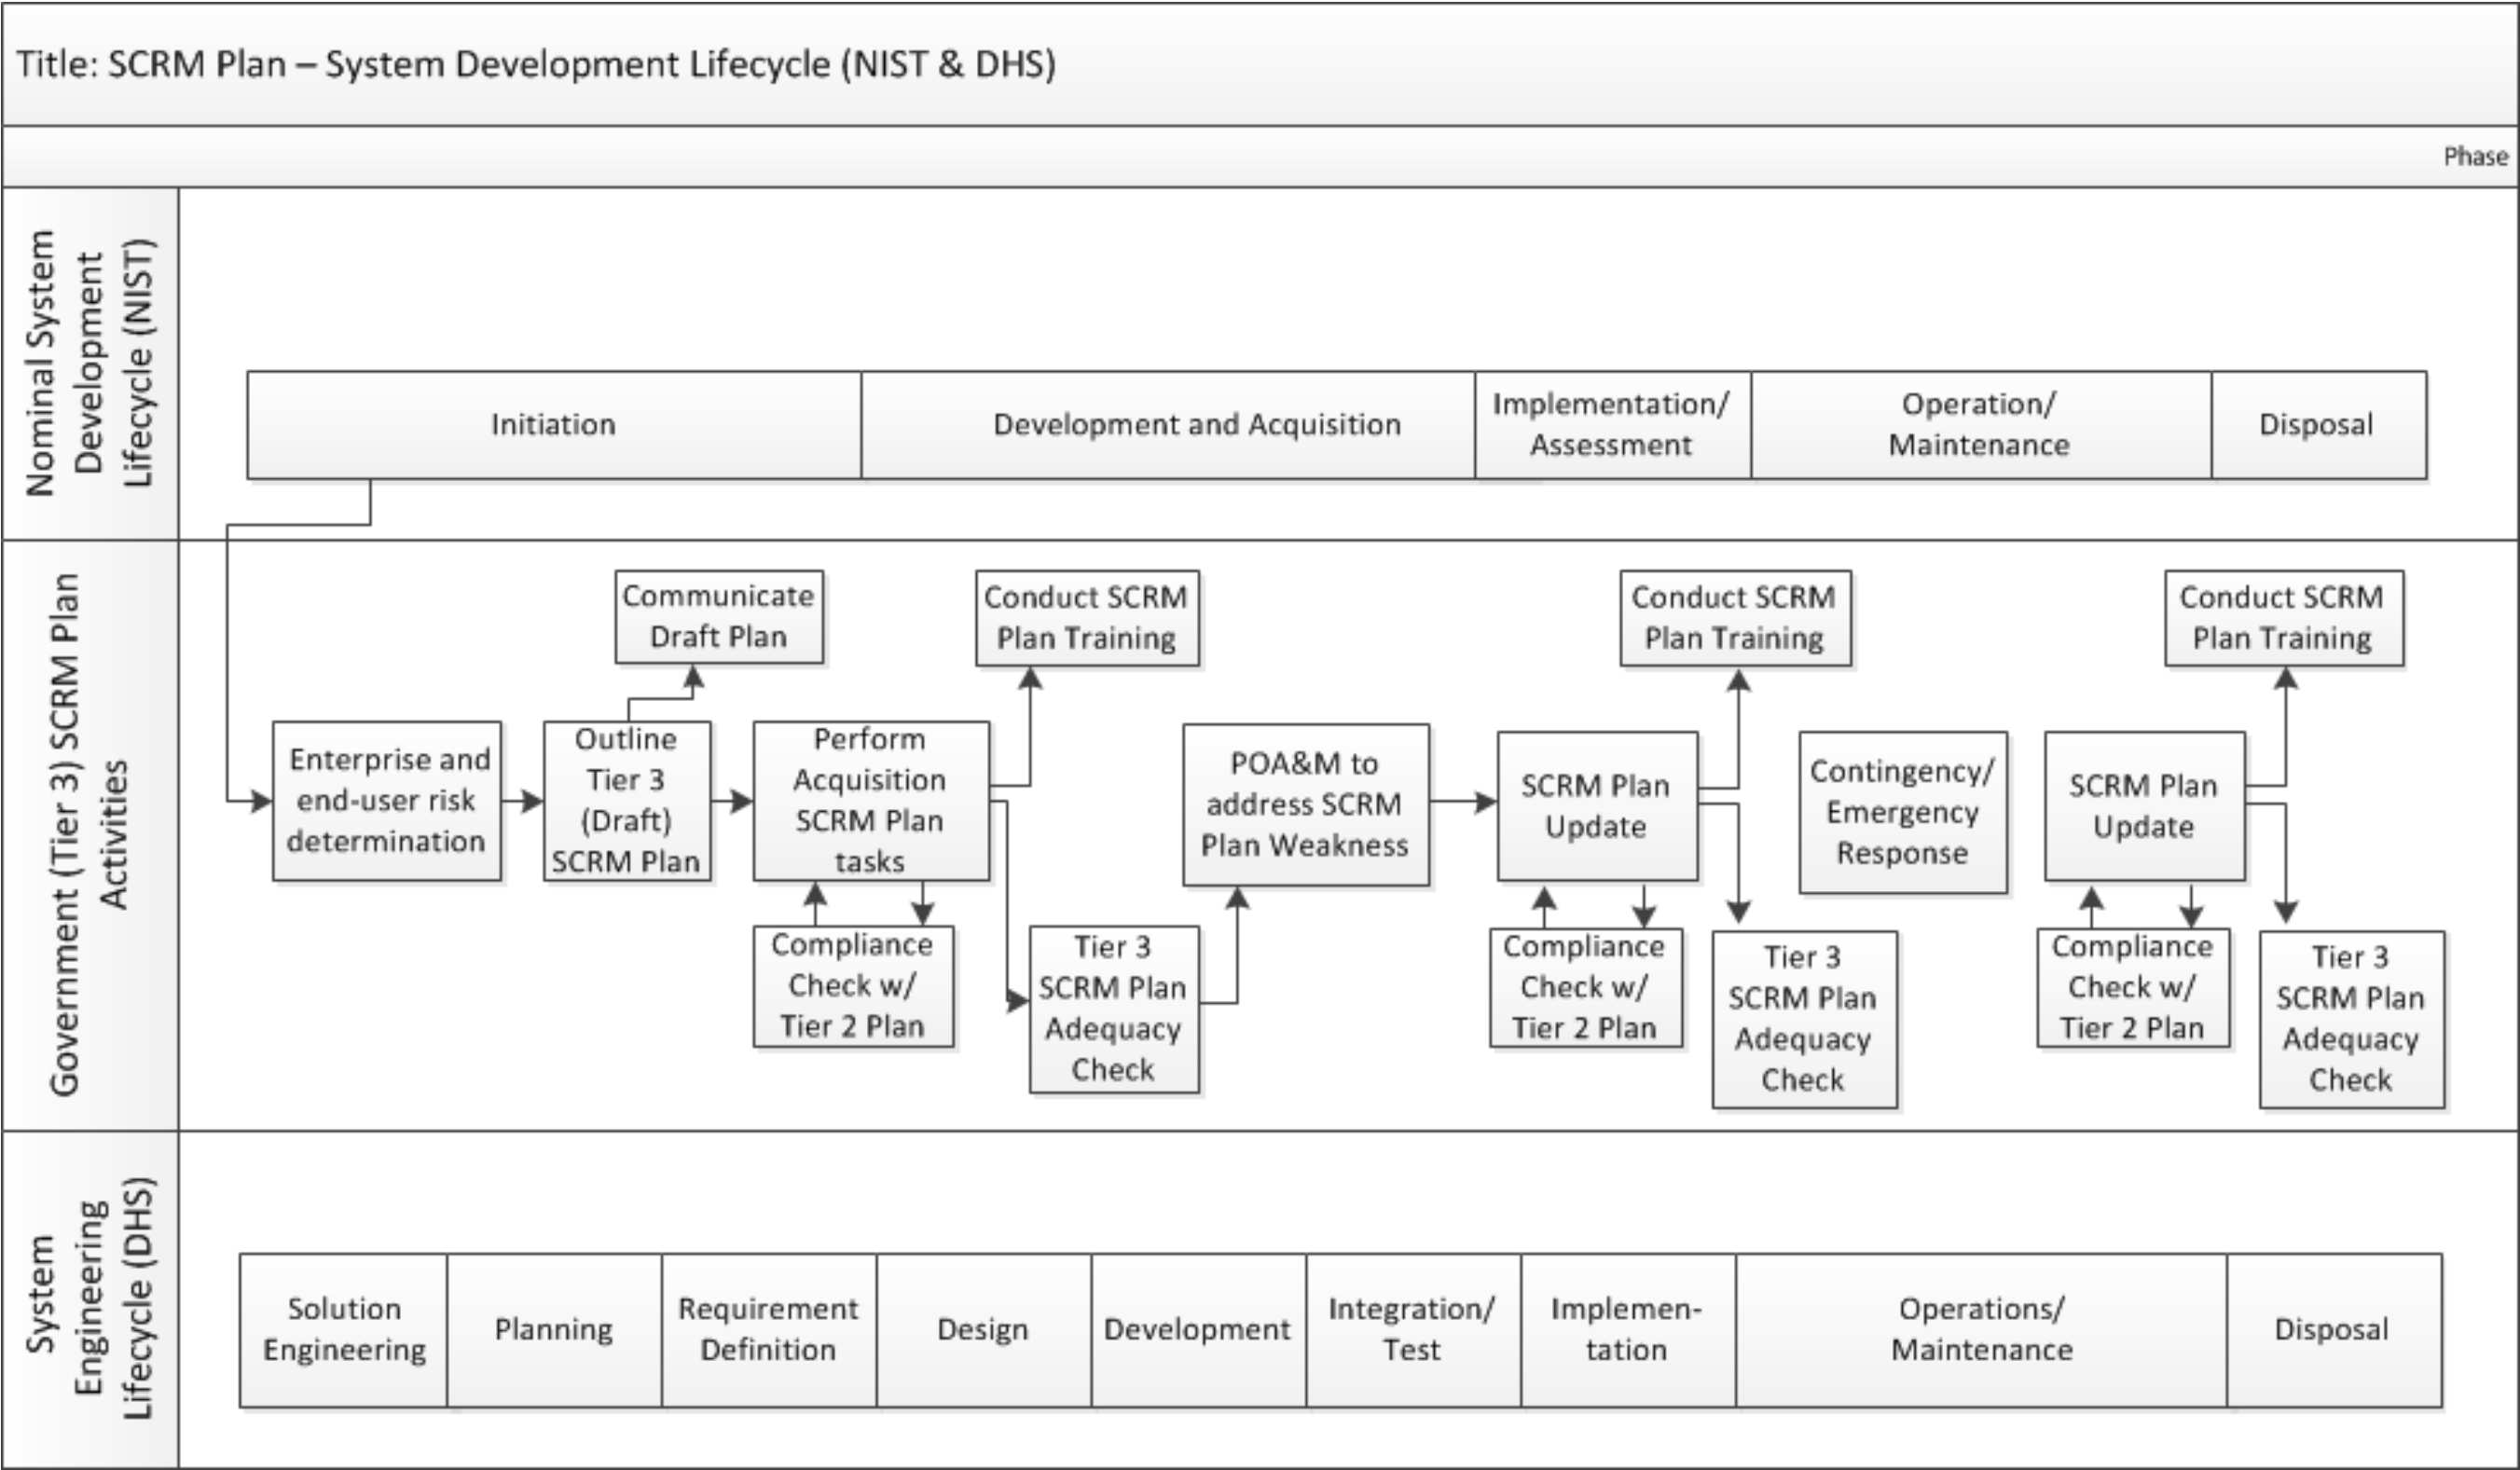 Title: SCRM Plan – System Development Lifecycle (NIST & DHS)
Phase
Nominal System
Development
Lifecycle (NIST)
Initiation
Development and Acquisition
Implementation/
Assessment
Operation/
Maintenance
Disposal
Government (Tier 3) SCRM Plan
Activities
Communicate
Draft Plan
Conduct SCRM
Plan Training
Conduct SCRM
Plan Training
Conduct SCRM
Plan Training
Enterprise and
end-user risk
determination
Outline
Tier 3
(Draft)
SCRM Plan
Perform
Acquisition
SCRM Plan
tasks
POA&M to
address SCRM
Plan Weakness
SCRM Plan
Update
Contingency/
Emergency
Response
SCRM Plan
Update
Compliance
Check w/
Tier 2 Plan
Tier 3
SCRM Plan
Adequacy
Check
Compliance
Check w/
Tier 2 Plan
Tier 3
SCRM Plan
Adequacy
Check
Compliance
Check w/
Tier 2 Plan
Tier 3
SCRM Plan
Adequacy
Check
System
Engineering
Lifecycle (DHS)
Solution
Engineering
Planning
Requirement
Definition
Design
Development
Integration/
Test
Implemen-
tation
Operations/
Maintenance
Disposal